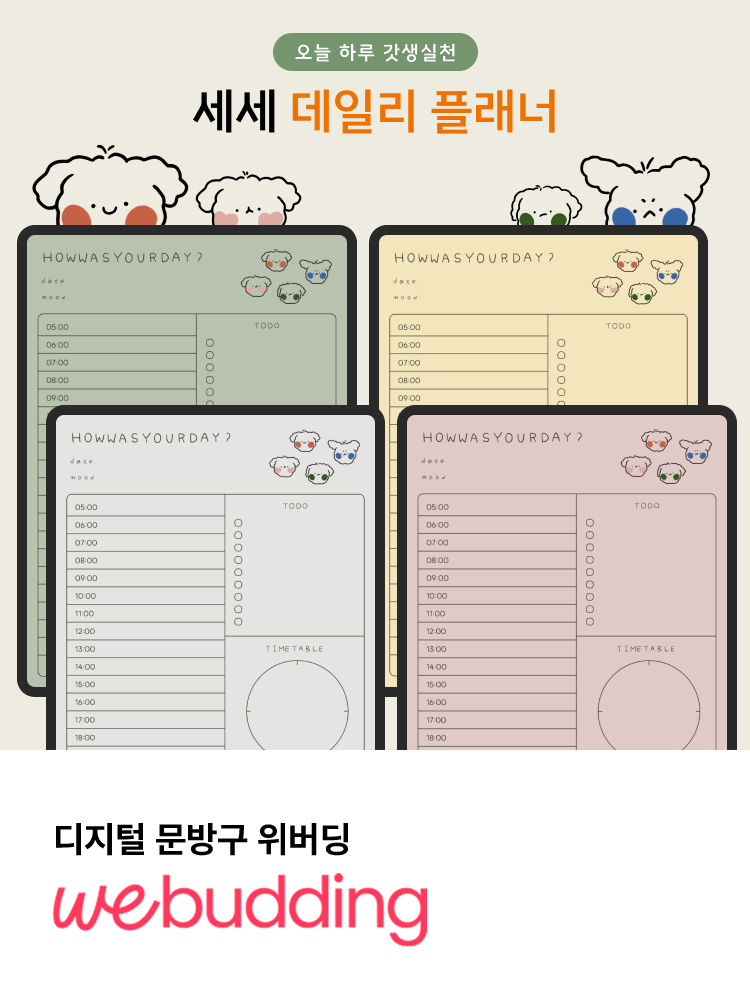 오늘 하루 갓생실천
세세 데일리 플래너
HOWWASYOURDAY?
date.
mood.
TODO
05:00
06:00
07:00
08:00
09:00
HOWWASYOURDAY?
date.
mood.
TODO
05:00
06:00
07:00
08:00
09:00
HOWWASYOURDAY?
date.
mood.
TODO
05:00
06:00
07:00
08:00
09:00
10:00
11:00
12:00
13:00
TIMETABLE
14:00
15:00
16:00
17:00
18:00
HOWWASYOURDAY?
date.
mood.
TODO
05:00
06:00
07:00
08:00
09:00
10:00
11:00
12:00
13:00
TIMETABLE
14:00
15:00
16:00
17:00
18:00
디지털 문방구 위버딩
webudding